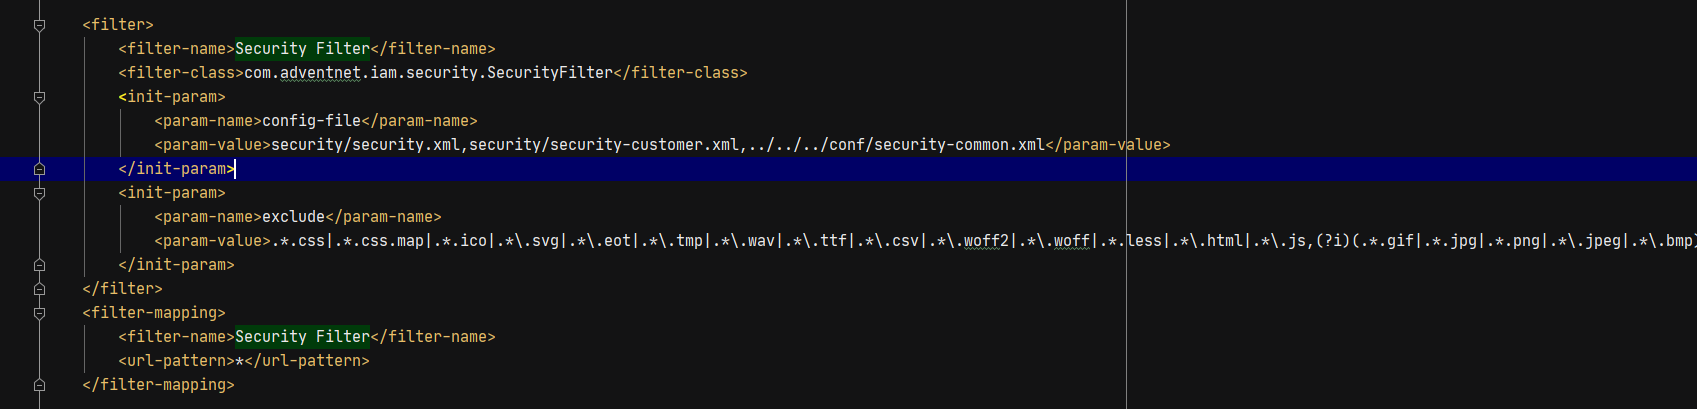 <filter>
<filter-name>Security Filter</filter-name>
<filter-class>com.adventnet.iam.security.SecurityFilter</filter-class>
<init-param>
<param-name>config-file</param-name>
<param-value>security/security.xml,security/security-customer.xml,../../../conf/security-common.xml</param-value>
</init-param>
<init-param>
<param-name>exclude</param-name>
<param-value>.*.css|.*.css.map|.*.ico|.*\.svg|.*\.eot|.*\.tmp|.*\.wav|.*\.ttf|.*\.csv|.*\.woff2|.*\.woff|.*.less|.*\.html|.*\.js,(?i)(.*.gif|.*.jpg|.*.png|.*\.jpeg|.*\.bmp)
</init-param>
</filter>
<filter-mapping>
<filter-name>Security Filter</filter-name>
<url-pattern>*</url-pattern>
</filter-mapping>